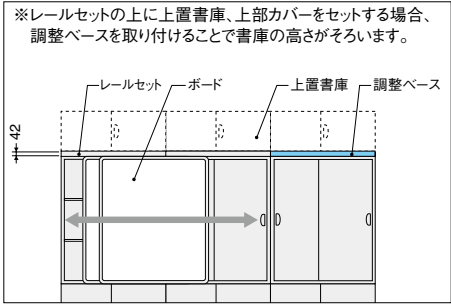 ※レールセットの上に上置書庫、上部カバーをセットする場合、
調整ベースを取り付けることで書庫の高さがそろいます。
レールセット
ボード
上置書庫
調整ベース
42